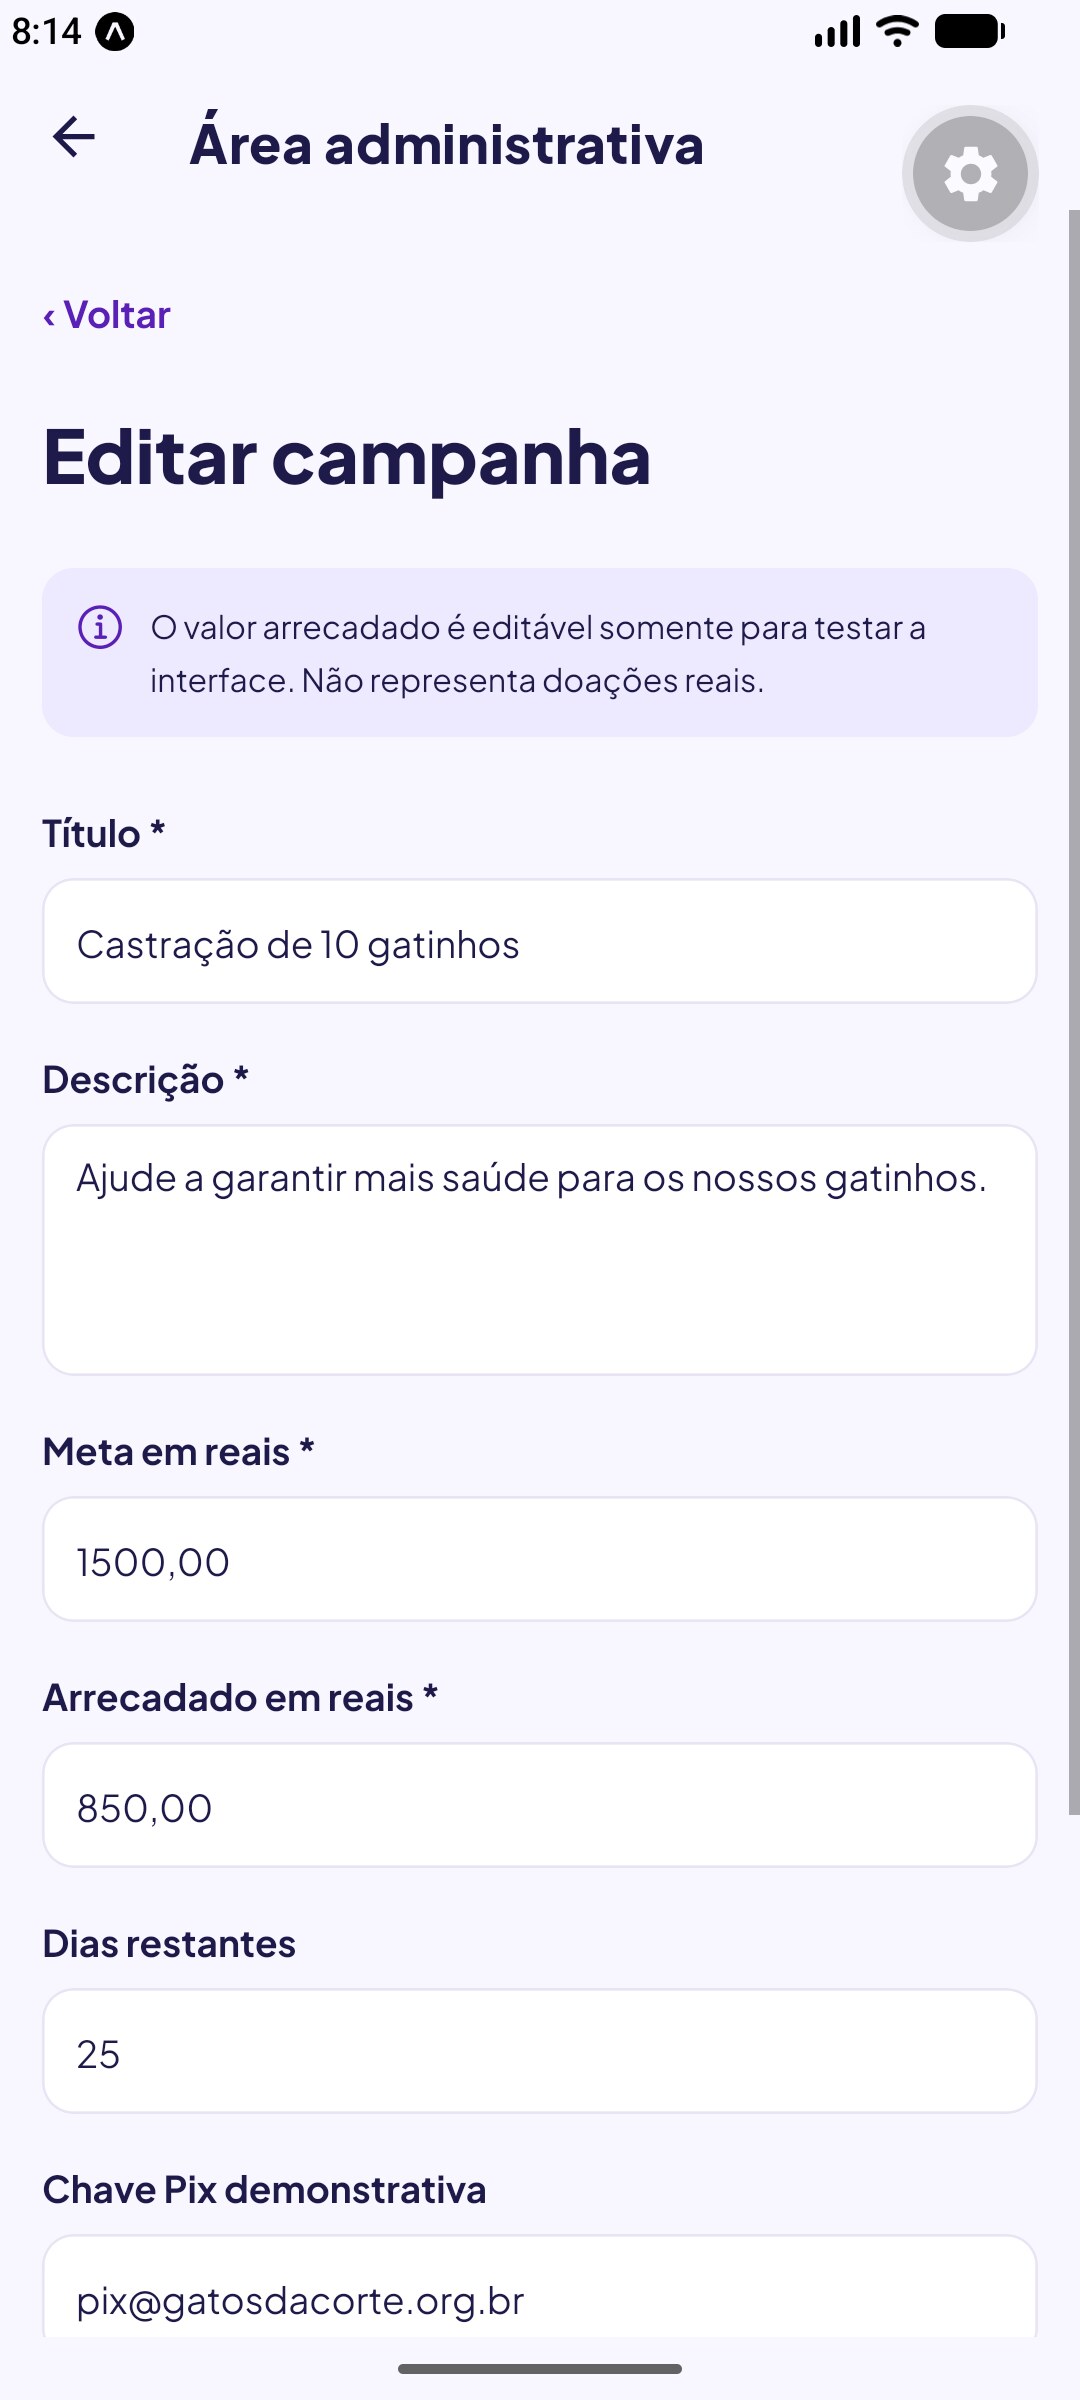 8:14
Área administrativa
‹ Voltar
Editar campanha
O valor arrecadado é editável somente para testar a
interface. Não representa doações reais.
Título *
Castração de 10 gatinhos
Descrição *
Ajude a garantir mais saúde para os nossos gatinhos.
Meta em reais *
1500,00
Arrecadado em reais *
850,00
Dias restantes
25
Chave Pix demonstrativa
pix@gatosdacorte.org.br